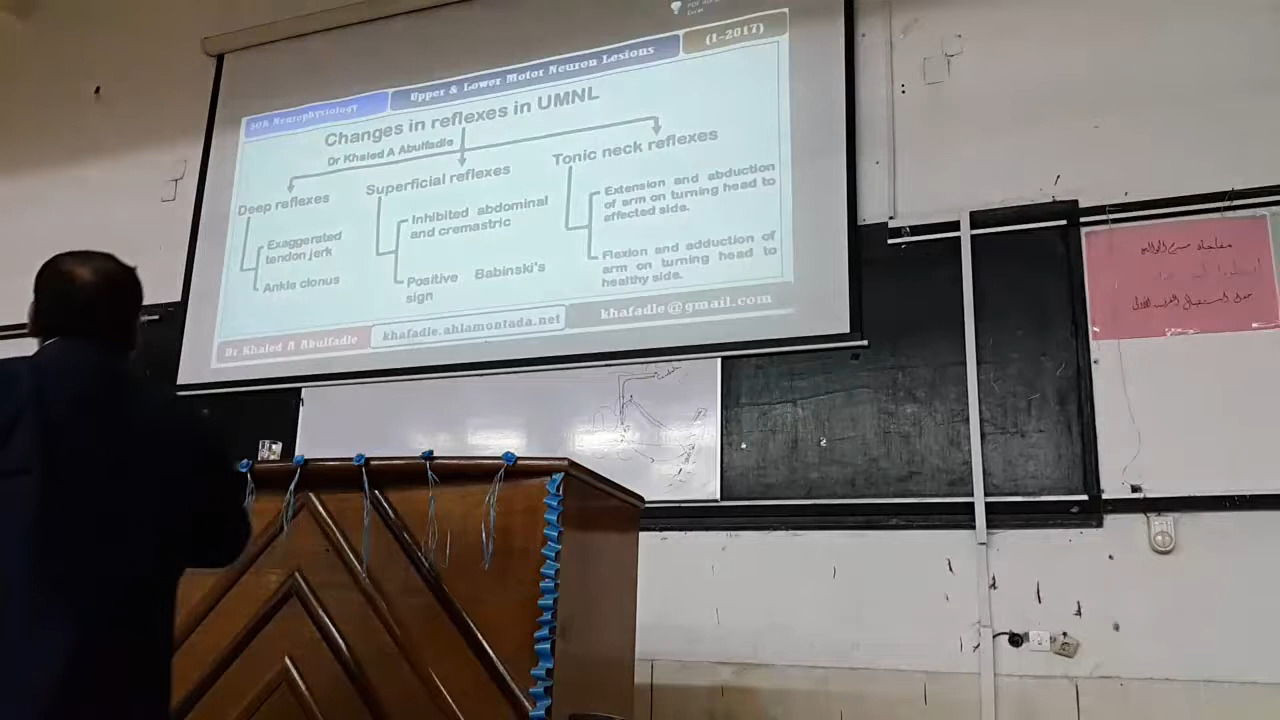 SOR Neurophysiology
Upper & Lower Motor Neuron Lesions
(1-2017)
Changes in reflexes in UMNL
Dr Khaled A Abulfadle
Deep reflexes
Exaggerated
tendon jerk
Ankle clonus
Superficial reflexes
Inhibited abdominal
and cremastric
Positive Babinski's
sign
Tonic neck reflexes
Extension and abduction
of arm on turning head to
affected side.
Flexion and adduction of
arm on turning head to
healthy side.
Dr Khaled A Abulfadle
khafadle.ahlamontada.net
khafadle@gmail.com